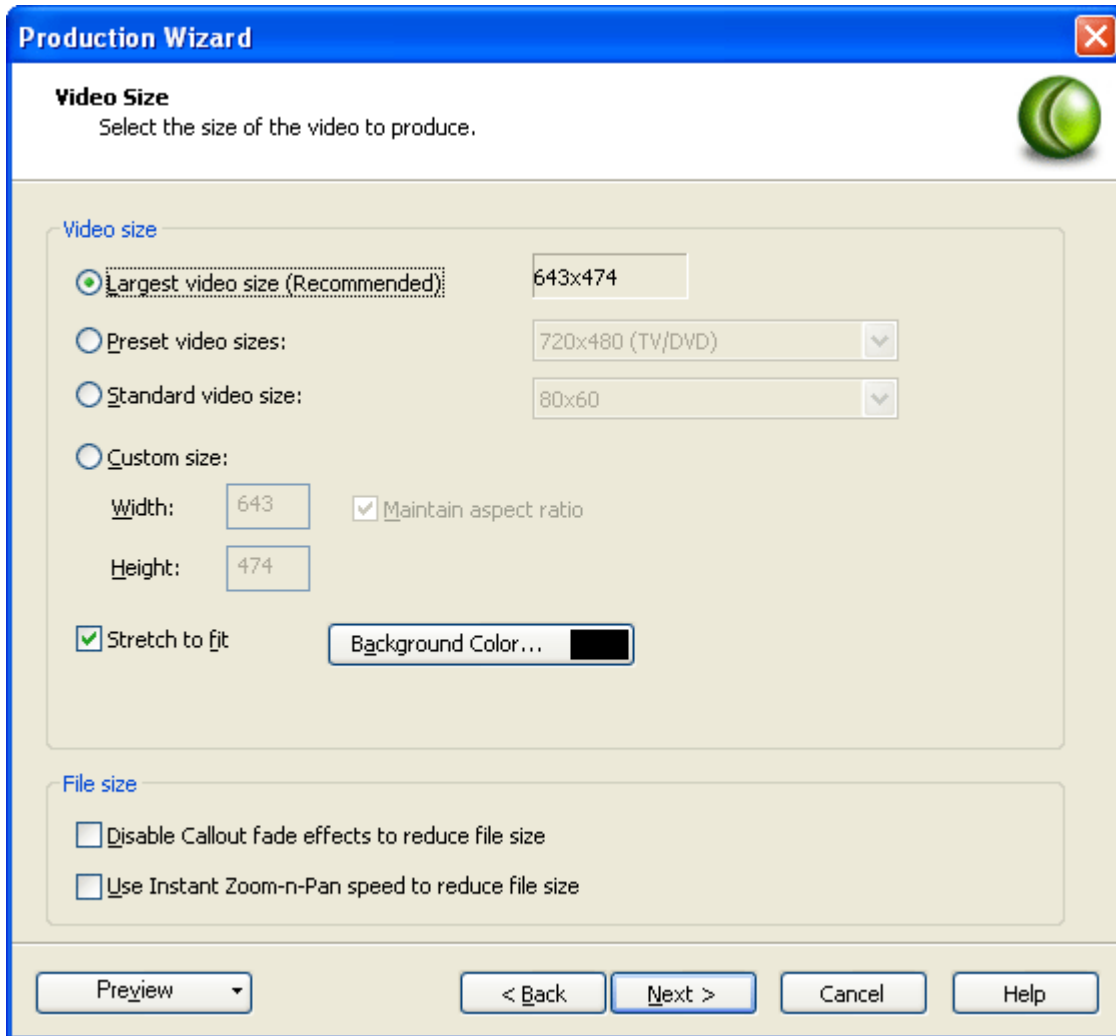 Production Wizard
Video Size
Select the size of the video to produce.
Video size
Largest video size (Recommended) 643x474
Preset video sizes: 720x480 (TV/DVD)
Standard video size: 80x60
Custom size:
Width: 643 Maintain aspect ratio
Height: 474
Stretch to fit Background Color...
File size
Disable Callout fade effects to reduce file size
Use Instant Zoom-n-Pan speed to reduce file size
Preview < Back Next > Cancel Help